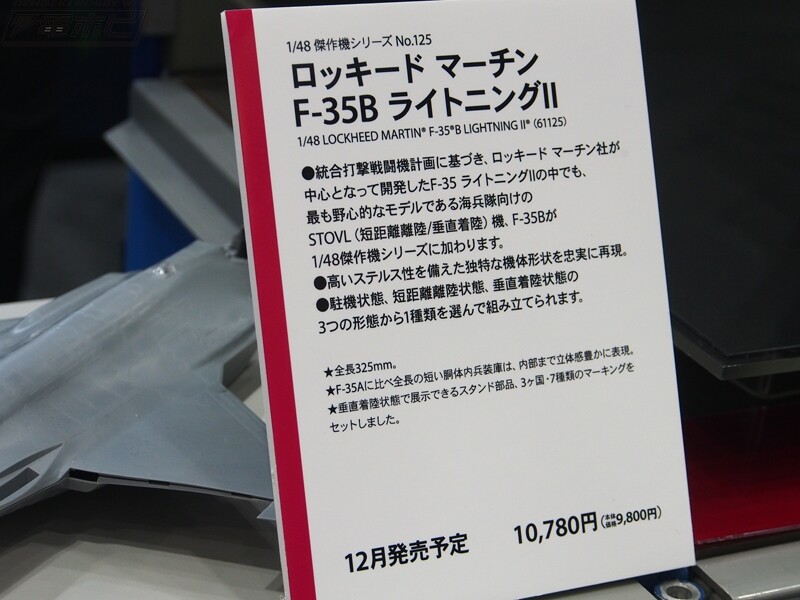 1/48 傑作機シリーズ No.125
ロッキード マーチン
F-35B ライトニングII
1/48 LOCKHEED MARTIN® F-35®B LIGHTNING II® (61125)
●統合打撃戦闘機計画に基づき、ロッキード マーチン社が
中心となって開発したF-35 ライトニングIIの中でも、
最も野心的なモデルである海兵隊向けの
STOVL（短距離離陸/垂直着陸）機、F-35Bが
1/48傑作機シリーズに加わります。
●高いステルス性を備えた独特な機体形状を忠実に再現。
●駐機状態、短距離離陸状態、垂直着陸状態の
3つの形態から1種類を選んで組み立てられます。
★全長325mm。
★F-35Aに比べ全長の短い胴体内兵装庫は、内部まで立体感豊かに表現。
★垂直着陸状態で展示できるスタンド部品、3ヶ国・7種類のマーキングを
セットしました。
12月発売予定 10,780円（本体価格9,800円）